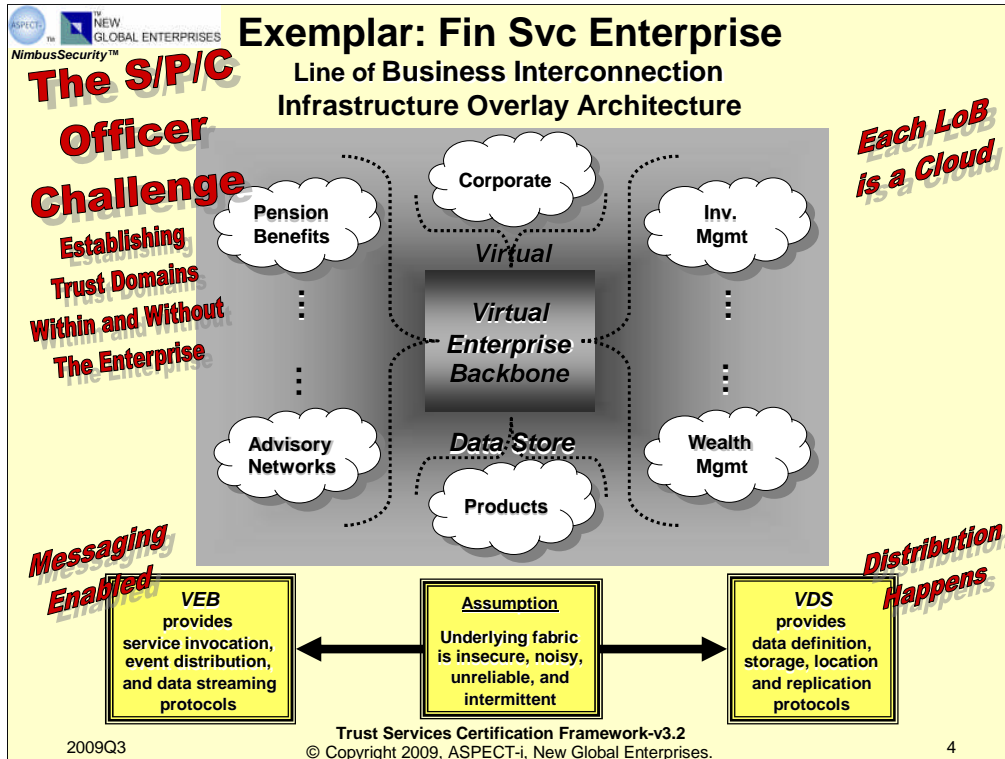 ASPECT-i
TM
NEW
GLOBAL ENTERPRISES
NimbusSecurity™
Exemplar: Fin Svc Enterprise
Line of Business Interconnection
Infrastructure Overlay Architecture
The S/P/C
Officer
Challenge
Establishing
Trust Domains
Within and Without
The Enterprise
Each LoB
is a Cloud
Corporate
Pension
Benefits
Inv.
Mgmt
Virtual
Virtual
Enterprise
Backbone
Data Store
Advisory
Networks
Wealth
Mgmt
Products
Messaging
Enabled
Distribution
Happens
VEB
provides
service invocation,
event distribution,
and data streaming
protocols
Assumption
Underlying fabric
is insecure, noisy,
unreliable, and
intermittent
VDS
provides
data definition,
storage, location
and replication
protocols
2009Q3
Trust Services Certification Framework-v3.2
© Copyright 2009, ASPECT-i, New Global Enterprises.
4